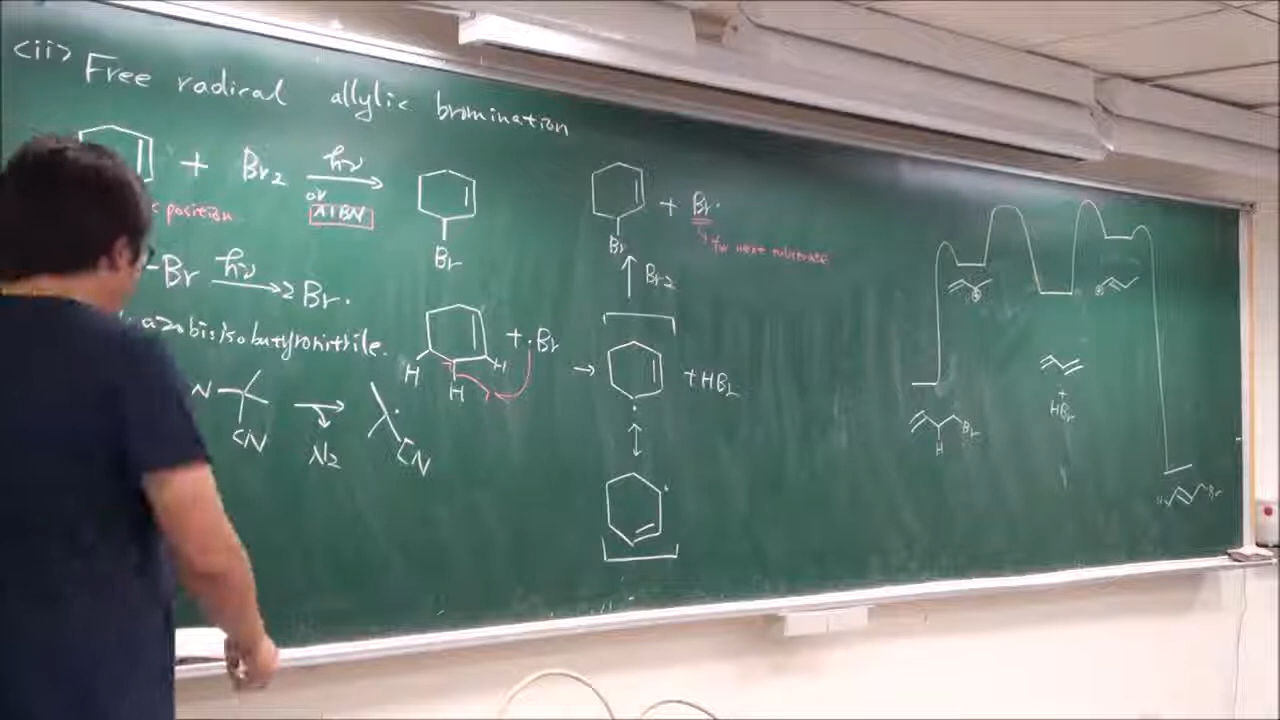 <ii> Free radical allylic bromination
+ Br2 hν or AIBN
Br
position
-Br hν 2 Br·
azobisisobutyronitrile.
N CN N2 CN
Br + Br·
for next substrate
Br2
H H H + ·Br
→ + HBr
H Br
+
HBr
H Br